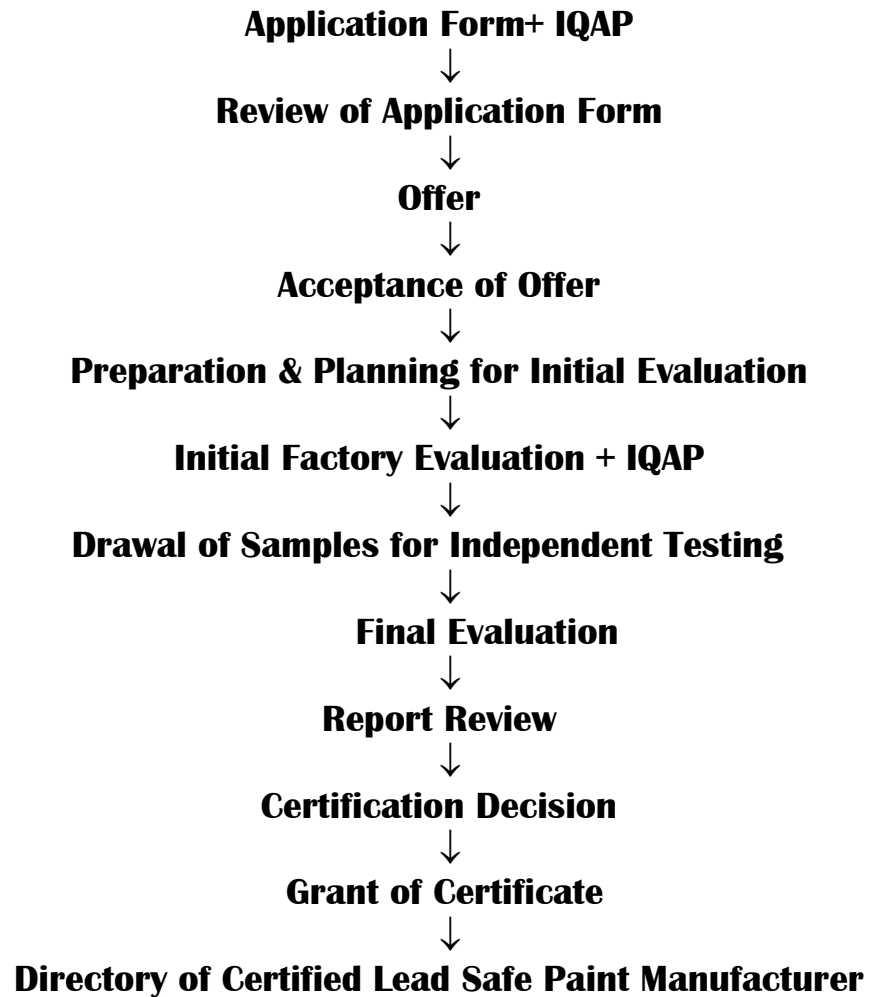 Application Form+ IQAP
↓
Review of Application Form
↓
Offer
↓
Acceptance of Offer
↓
Preparation & Planning for Initial Evaluation
↓
Initial Factory Evaluation + IQAP
↓
Drawal of Samples for Independent Testing
↓
Final Evaluation
↓
Report Review
↓
Certification Decision
↓
Grant of Certificate
↓
Directory of Certified Lead Safe Paint Manufacturer